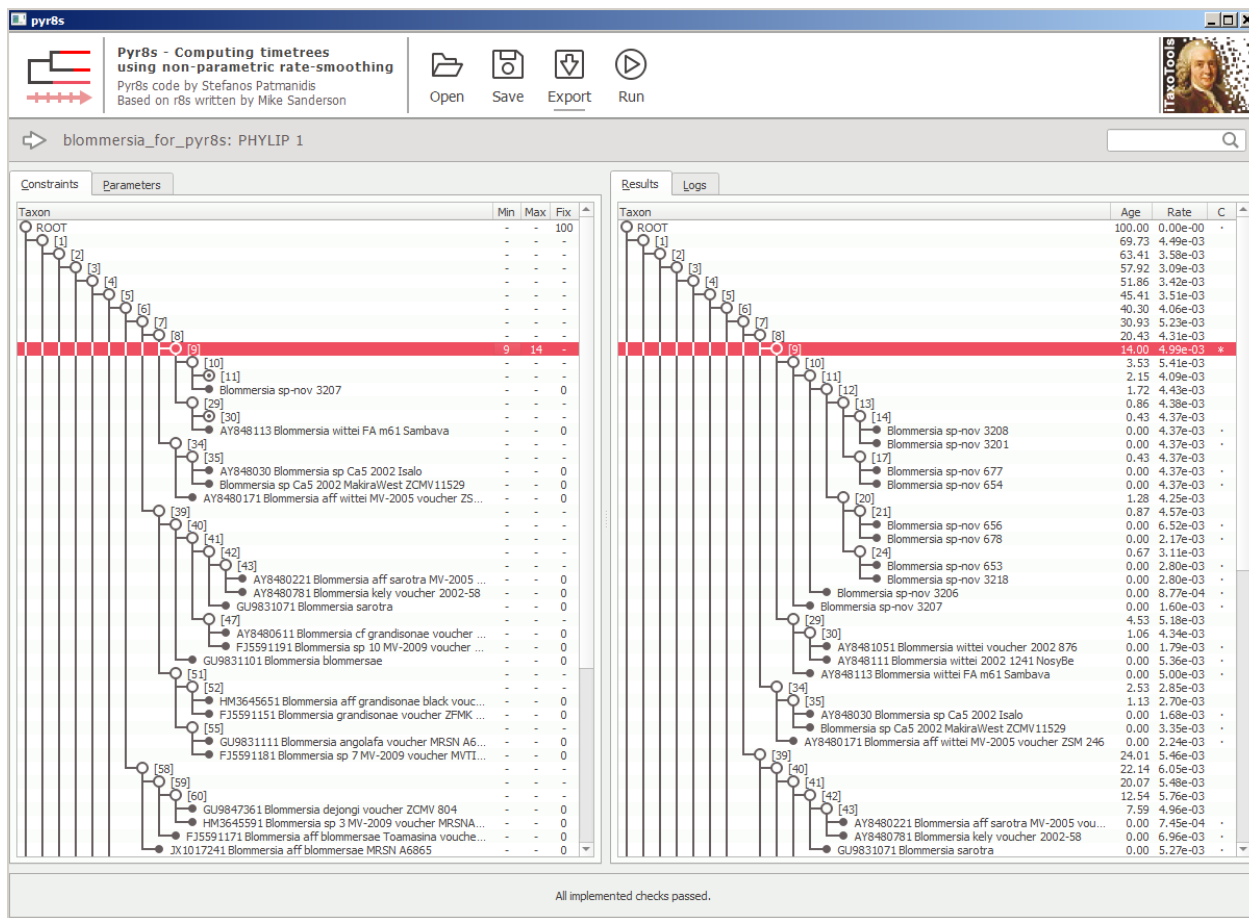 pyr8s
Pyr8s - Computing timetrees
using non-parametric rate-smoothing
Pyr8s code by Stefanos Patmanidis
Based on r8s written by Mike Sanderson
Open Save Export Run
iTaxoTools
blommersia_for_pyr8s: PHYLIP 1
Constraints Parameters
Taxon Min Max Fix
ROOT - - 100
[1] - - -
[2] - - -
[3] - - -
[4] - - -
[5] - - -
[6] - - -
[7] - - -
[8] - - -
[9] 9 14 -
[10] - - -
[11] - - -
Blommersia sp-nov 3207 - - 0
[29] - - -
[30] - - -
AY848113 Blommersia wittei FA m61 Sambava - - 0
[34] - - -
[35] - - -
AY848030 Blommersia sp Ca5 2002 Isalo - - 0
Blommersia sp Ca5 2002 MakiraWest ZCMV11529 - - 0
AY8480171 Blommersia aff wittei MV-2005 voucher ZS... - - 0
[39] - - -
[40] - - -
[41] - - -
[42] - - -
[43] - - -
AY8480221 Blommersia aff sarotra MV-2005 ... - - 0
AY8480781 Blommersia kely voucher 2002-58 - - 0
GU9831071 Blommersia sarotra - - 0
[47] - - -
AY8480611 Blommersia cf grandisonae voucher ... - - 0
FJ5591191 Blommersia sp 10 MV-2009 voucher ... - - 0
GU9831101 Blommersia blommersae - - 0
[51] - - -
[52] - - -
HM3645651 Blommersia aff grandisonae black vouc... - - 0
FJ5591151 Blommersia grandisonae voucher ZFMK ... - - 0
[55] - - -
GU9831111 Blommersia angolafa voucher MRSN A6... - - 0
FJ5591181 Blommersia sp 7 MV-2009 voucher MVTI... - - 0
[58] - - -
[59] - - -
[60] - - -
GU9847361 Blommersia dejongi voucher ZCMV 804 - - 0
HM3645591 Blommersia sp 3 MV-2009 voucher MRSNA... - - 0
FJ5591171 Blommersia aff blommersae Toamasina vouche... - - 0
JX1017241 Blommersia aff blommersae MRSN A6865 - - 0
Results Logs
Taxon Age Rate C
ROOT 100.00 0.00e-00 ·
[1] 69.73 4.49e-03
[2] 63.41 3.58e-03
[3] 57.92 3.09e-03
[4] 51.86 3.42e-03
[5] 45.41 3.51e-03
[6] 40.30 4.06e-03
[7] 30.93 5.23e-03
[8] 20.43 4.31e-03
[9] 14.00 4.99e-03 *
[10] 3.53 5.41e-03
[11] 2.15 4.09e-03
[12] 1.72 4.43e-03
[13] 0.86 4.38e-03
[14] 0.43 4.37e-03
Blommersia sp-nov 3208 0.00 4.37e-03 ·
Blommersia sp-nov 3201 0.00 4.37e-03 ·
[17] 0.43 4.37e-03
Blommersia sp-nov 677 0.00 4.37e-03 ·
Blommersia sp-nov 654 0.00 4.37e-03 ·
[20] 1.28 4.25e-03
[21] 0.87 4.57e-03
Blommersia sp-nov 656 0.00 6.52e-03 ·
Blommersia sp-nov 678 0.00 2.17e-03 ·
[24] 0.67 3.11e-03
Blommersia sp-nov 653 0.00 2.80e-03 ·
Blommersia sp-nov 3218 0.00 2.80e-03 ·
Blommersia sp-nov 3206 0.00 8.77e-04 ·
Blommersia sp-nov 3207 0.00 1.60e-03 ·
[29] 4.53 5.18e-03
[30] 1.06 4.34e-03
AY8481051 Blommersia wittei voucher 2002 876 0.00 1.79e-03 ·
AY848111 Blommersia wittei 2002 1241 NosyBe 0.00 5.36e-03 ·
AY848113 Blommersia wittei FA m61 Sambava 0.00 5.00e-03 ·
[34] 2.53 2.85e-03
[35] 1.13 2.70e-03
AY848030 Blommersia sp Ca5 2002 Isalo 0.00 1.68e-03 ·
Blommersia sp Ca5 2002 MakiraWest ZCMV11529 0.00 3.35e-03 ·
AY8480171 Blommersia aff wittei MV-2005 voucher ZSM 246 0.00 2.24e-03 ·
[39] 24.01 5.46e-03
[40] 22.14 6.05e-03
[41] 20.07 5.48e-03
[42] 12.54 5.76e-03
[43] 7.59 4.96e-03
AY8480221 Blommersia aff sarotra MV-2005 vou... 0.00 7.45e-04 ·
AY8480781 Blommersia kely voucher 2002-58 0.00 6.96e-03 ·
GU9831071 Blommersia sarotra 0.00 5.27e-03 ·
All implemented checks passed.